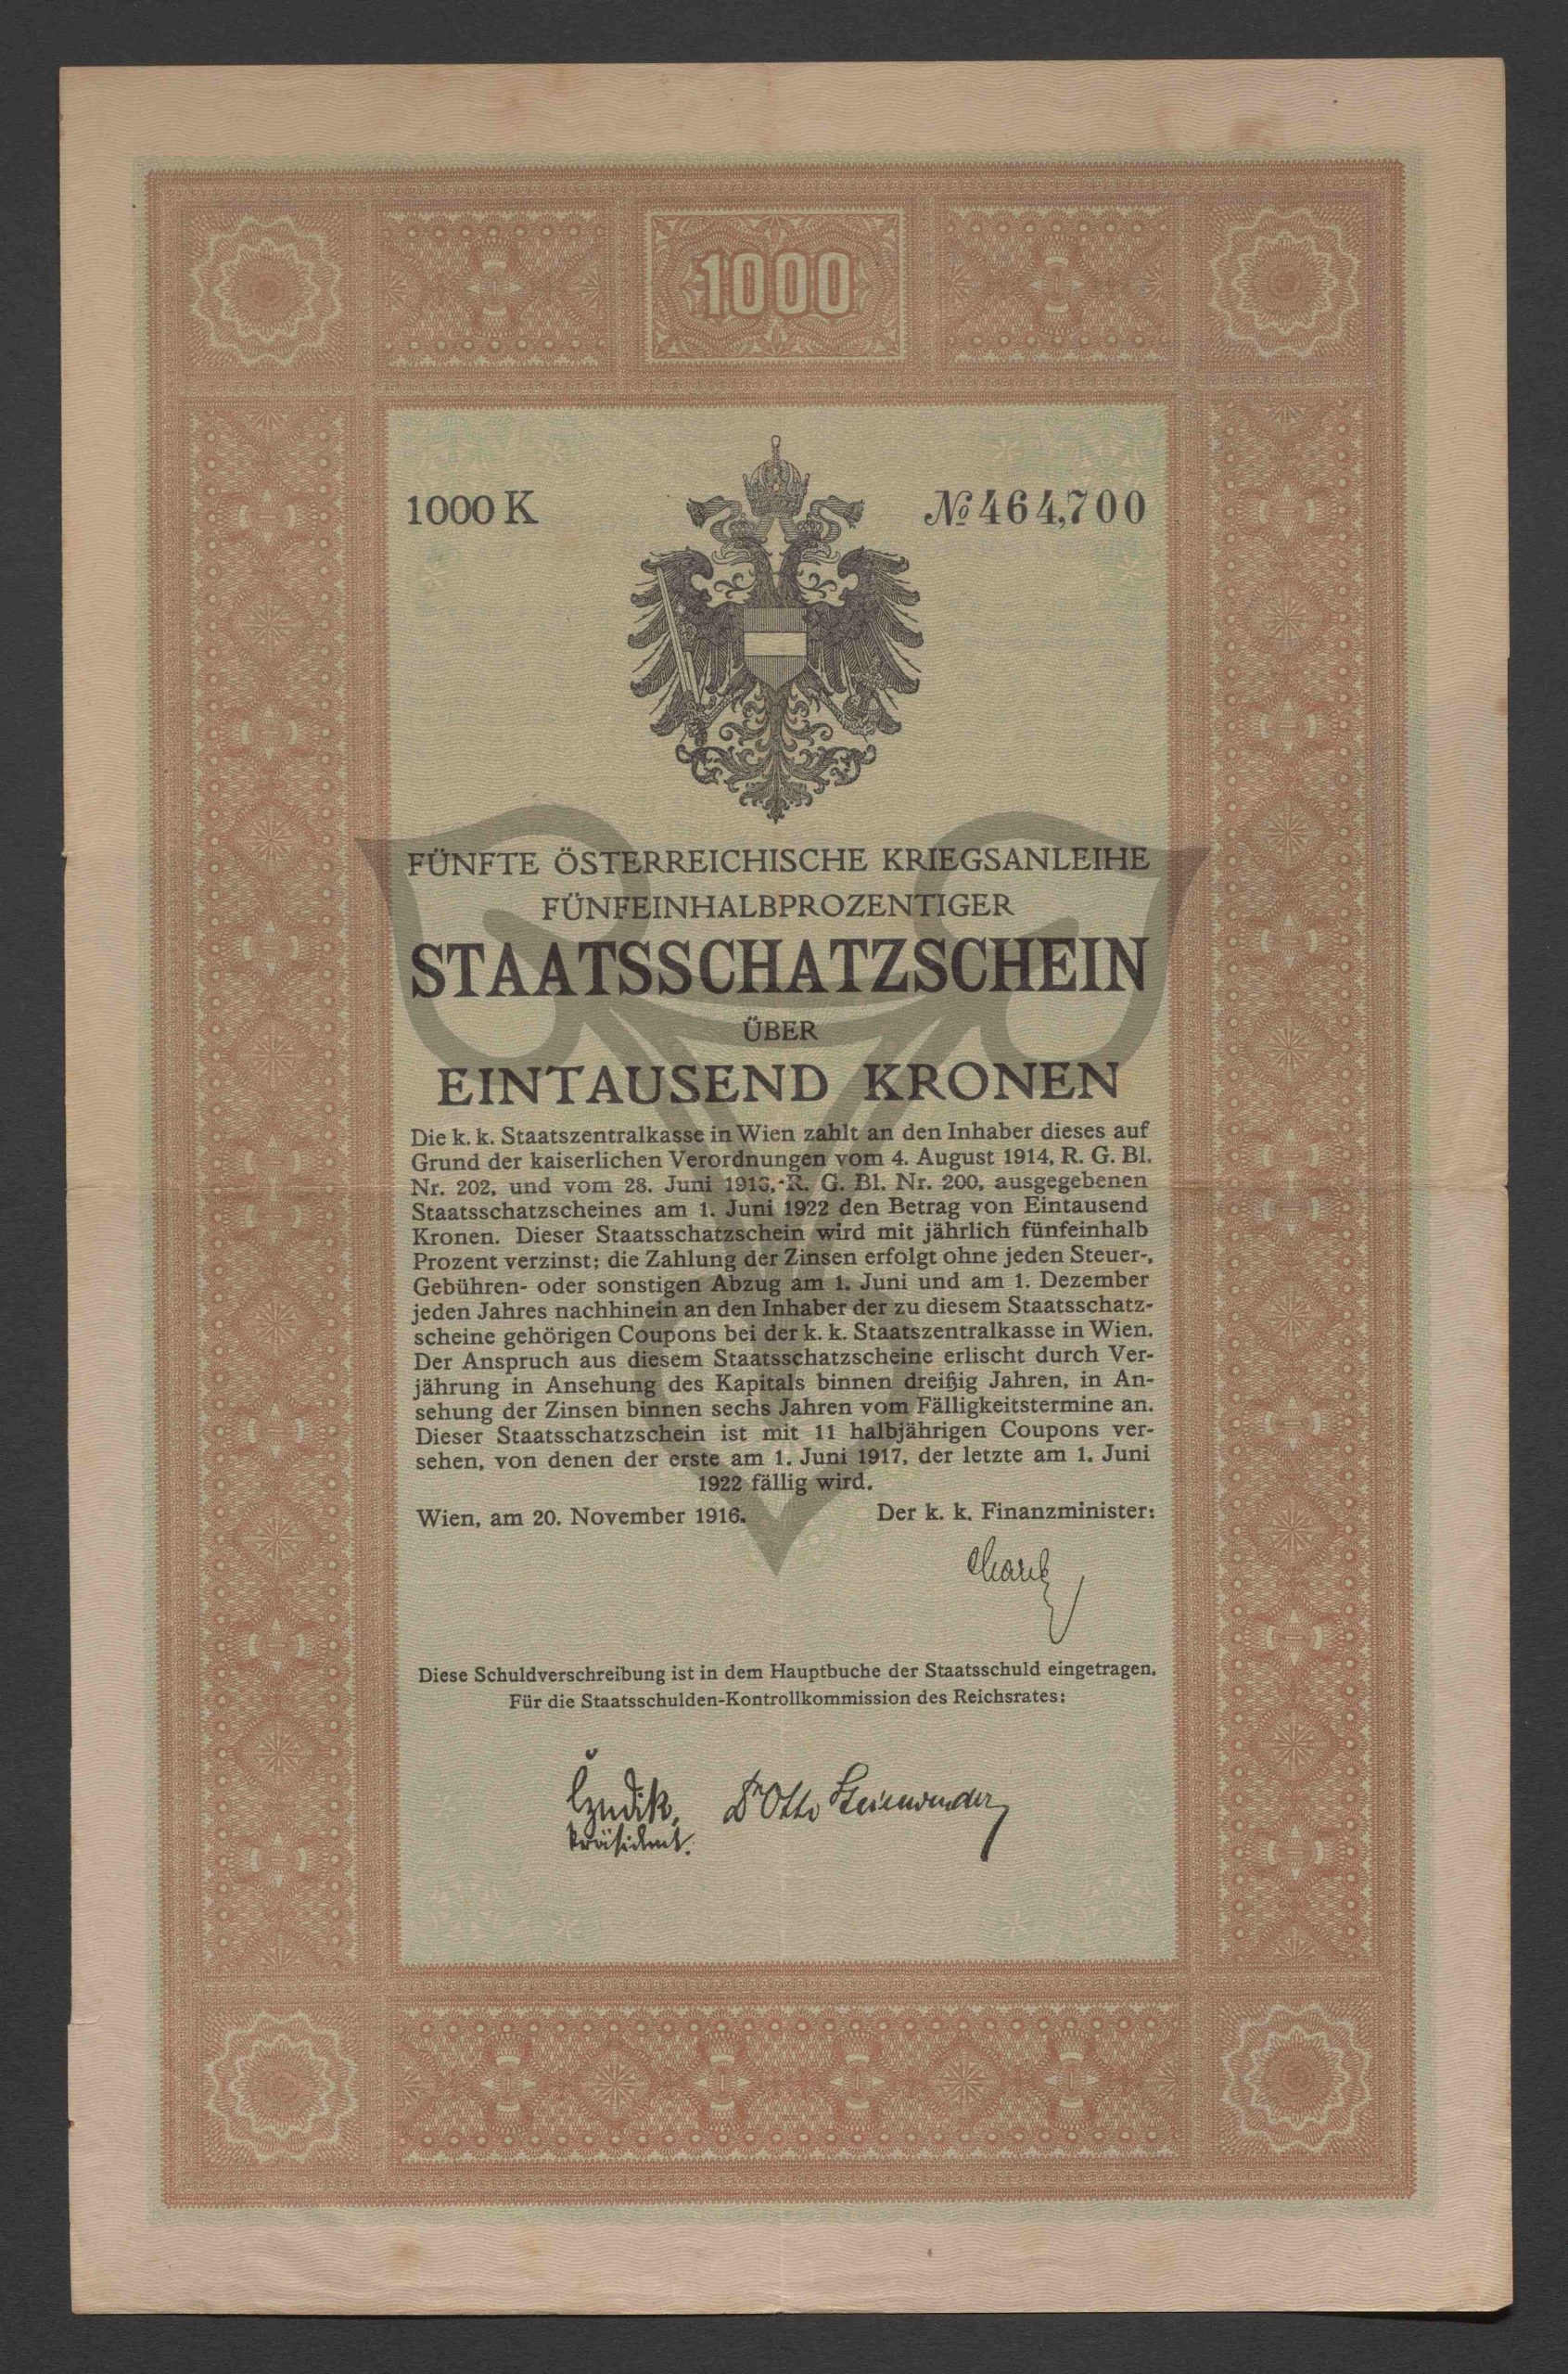 1000
1000 K
№ 464,700
FÜNFTE ÖSTERREICHISCHE KRIEGSANLEIHE
FÜNFEINHALBPROZENTIGER
STAATSSCHATZSCHEIN
ÜBER
EINTAUSEND KRONEN
Die k. k. Staatszentralkasse in Wien zahlt an den Inhaber dieses auf
Grund der kaiserlichen Verordnungen vom 4. August 1914, R. G. Bl.
Nr. 202, und vom 28. Juni 1916, R. G. Bl. Nr. 200, ausgegebenen
Staatsschatzscheines am 1. Juni 1922 den Betrag von Eintausend
Kronen. Dieser Staatsschatzschein wird mit jährlich fünfeinhalb
Prozent verzinst; die Zahlung der Zinsen erfolgt ohne jeden Steuer-,
Gebühren- oder sonstigen Abzug am 1. Juni und am 1. Dezember
jeden Jahres nachhinein an den Inhaber der zu diesem Staatsschatz-
scheine gehörigen Coupons bei der k. k. Staatszentralkasse in Wien.
Der Anspruch aus diesem Staatsschatzscheine erlischt durch Ver-
jährung in Ansehung des Kapitals binnen dreißig Jahren, in An-
sehung der Zinsen binnen sechs Jahren vom Fälligkeitstermine an.
Dieser Staatsschatzschein ist mit 11 halbjährigen Coupons ver-
sehen, von denen der erste am 1. Juni 1917, der letzte am 1. Juni
1922 fällig wird.
Wien, am 20. November 1916.
Der k. k. Finanzminister:
Diese Schuldverschreibung ist in dem Hauptbuche der Staatsschuld eingetragen.
Für die Staatsschulden-Kontrollkommission des Reichsrates:
Czedik, Dr Otto Steinwender
Präsident.